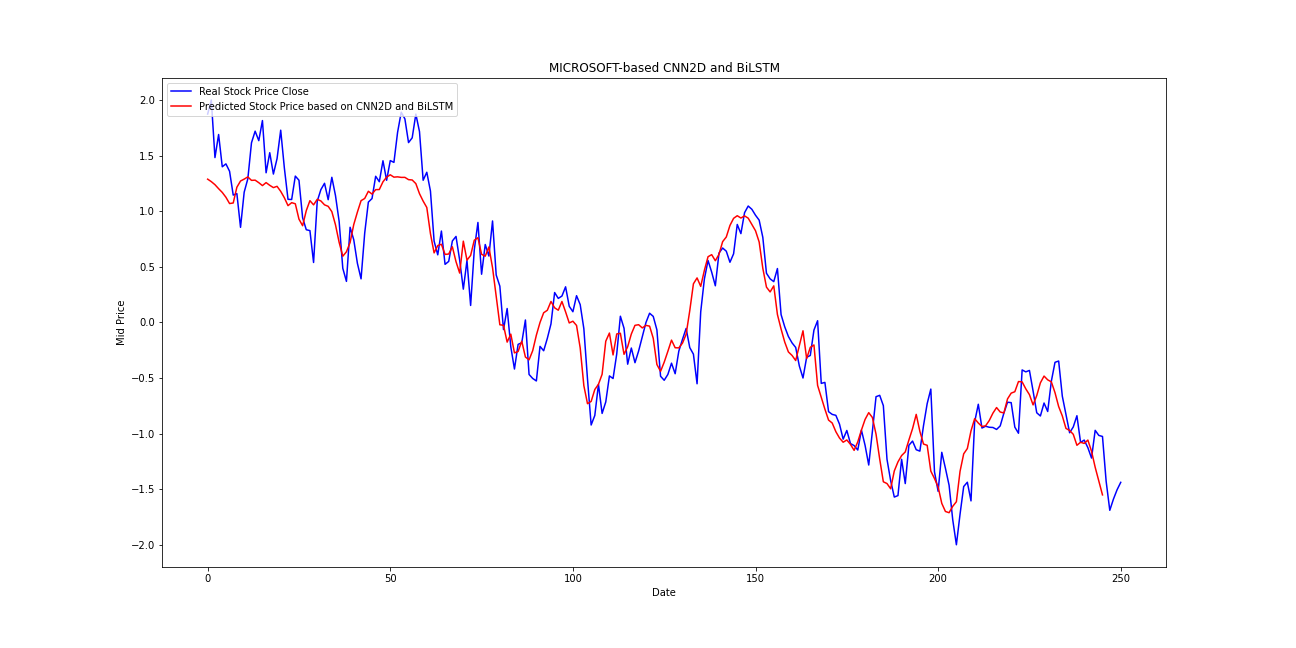 MICROSOFT-based CNN2D and BiLSTM
Real Stock Price Close
Predicted Stock Price based on CNN2D and BiLSTM
2.0
1.5
1.0
0.5
0.0
−0.5
−1.0
−1.5
−2.0
Mid Price
0 50 100 150 200 250
Date